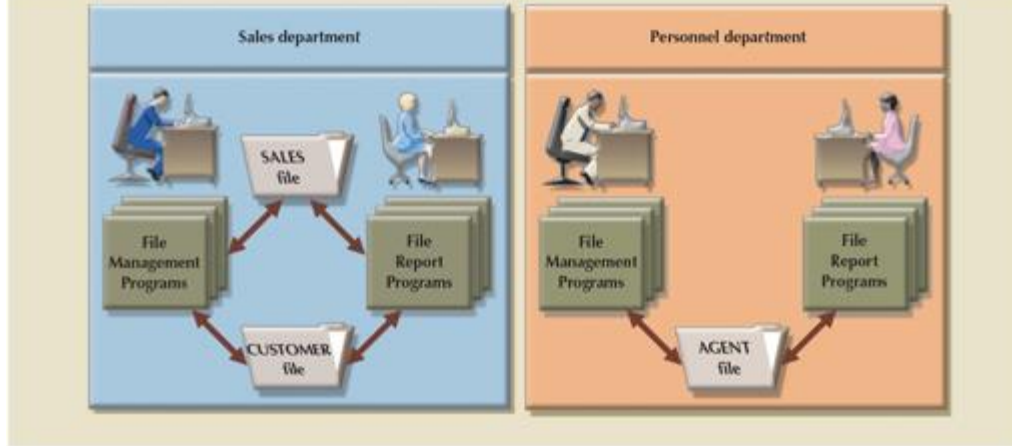 Sales department
Personnel department
SALES
file
File
Management
Programs
File
Report
Programs
CUSTOMER
file
File
Management
Programs
File
Report
Programs
AGENT
file